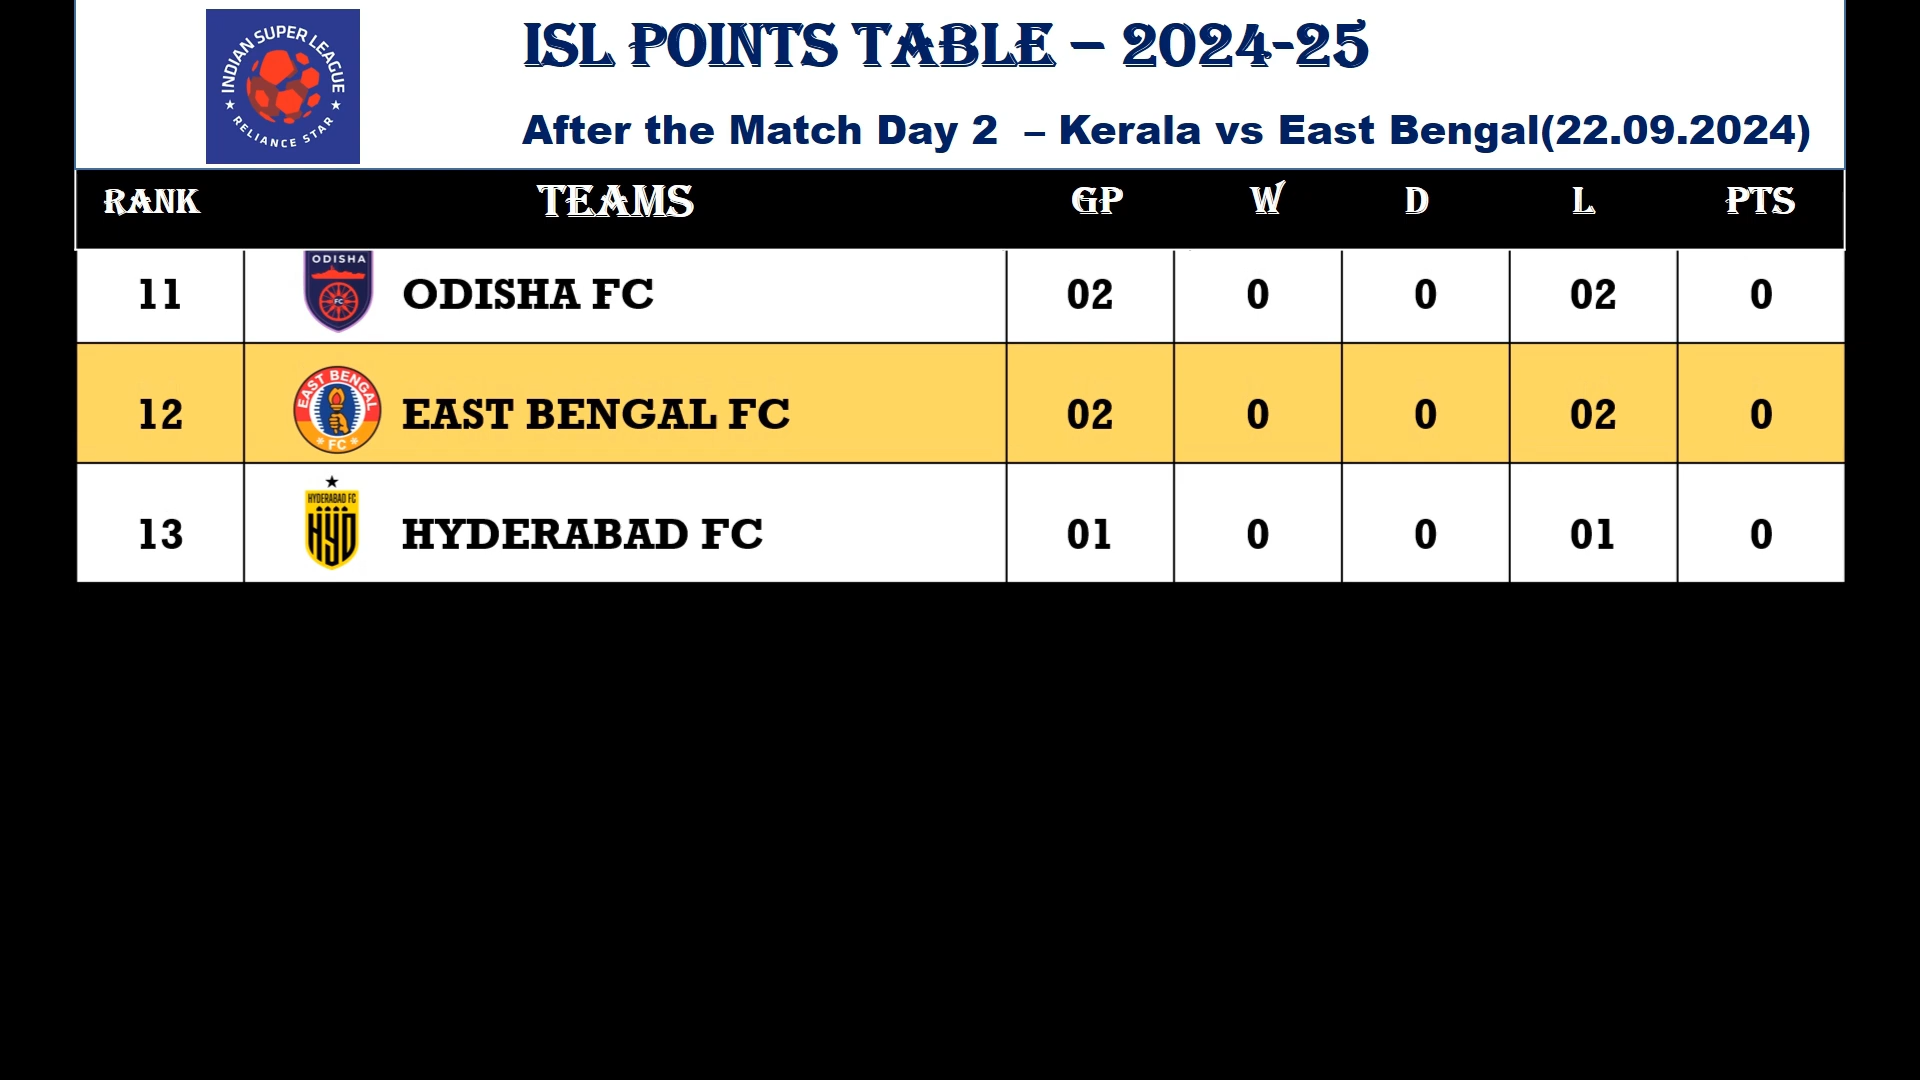 INDIAN SUPER LEAGUE
RELIANCE STAR
ISL POINTS TABLE – 2024-25
After the Match Day 2 – Kerala vs East Bengal(22.09.2024)
RANK TEAMS GP W D L PTS
11 ODISHA FC ODISHA FC 02 0 0 02 0
12 EAST BENGAL FC EAST BENGAL FC 02 0 0 02 0
13 HYDERABAD FC HYD HYDERABAD FC 01 0 0 01 0